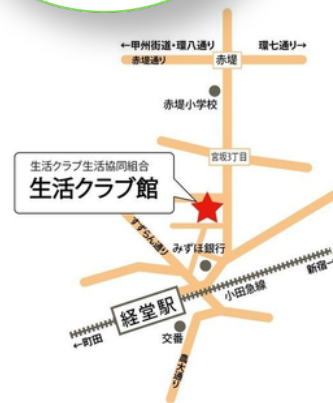 ←甲州街道・環八通り
環七通り→
赤堤通り
赤堤
赤堤小学校
宮坂3丁目
生活クラブ生活協同組合
生活クラブ館
すずらん通り
みずほ銀行
新宿→
小田急線
経堂駅
←町田
交番
農大通り